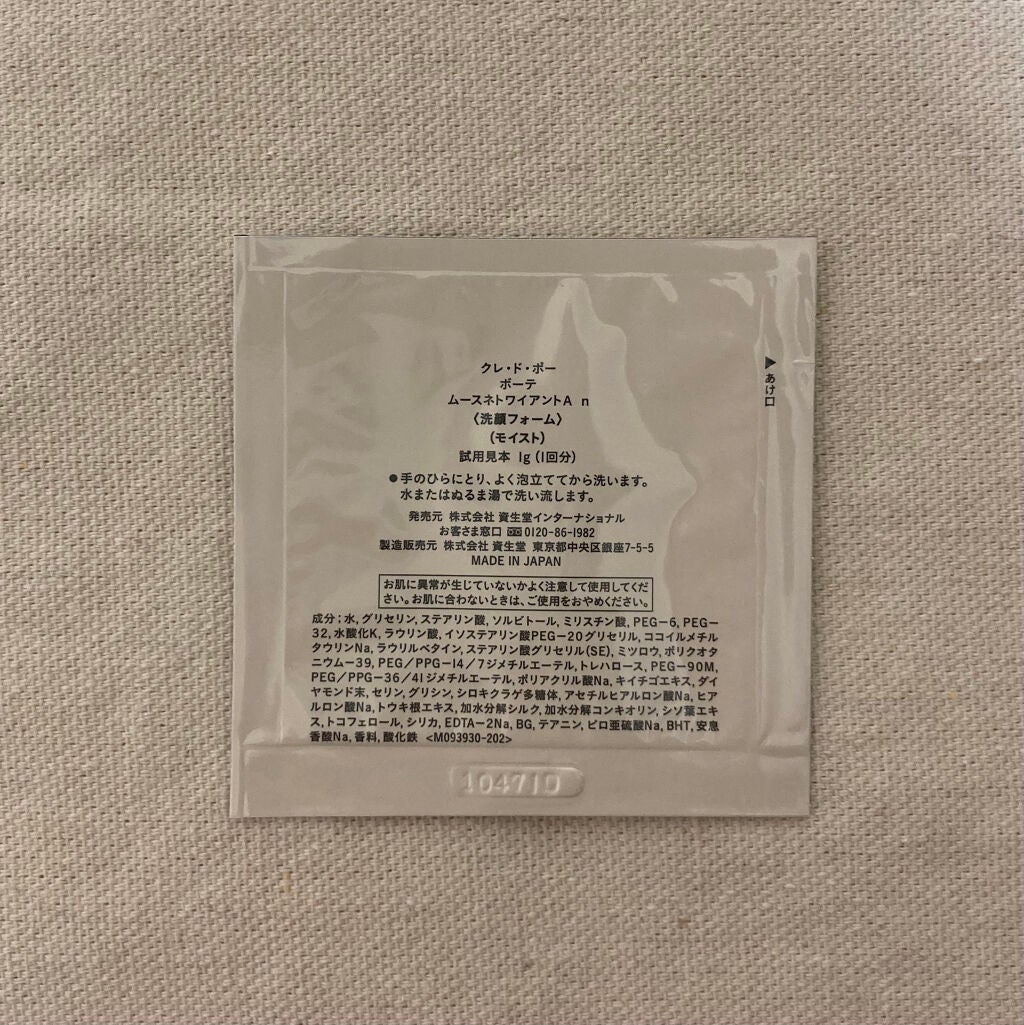 クレ・ド・ポー
ボーテ
ムースネトワイアントA n
〈洗顔フォーム〉
(モイスト)
試用見本 1g(1回分)
▶あけ口
●手のひらにとり、よく泡立ててから洗います。
水またはぬるま湯で洗い流します。
発売元 株式会社 資生堂インターナショナル
お客さま窓口 0120-86-1982
製造販売元 株式会社 資生堂 東京都中央区銀座7-5-5
MADE IN JAPAN
お肌に異常が生じていないかよく注意して使用してくだ
さい。お肌に合わないときは、ご使用をおやめください。
成分;水,グリセリン,ステアリン酸,ソルビトール,ミリスチン酸,PEG-6,PEG-
32,水酸化K,ラウリン酸,イソステアリン酸PEG-20グリセリル,ココイルメチル
タウリンNa,ラウリルベタイン,ステアリン酸グリセリル(SE),ミツロウ,ポリクオタ
ニウム-39,PEG/PPG-14/7ジメチルエーテル,トレハロース,PEG-90M,
PEG/PPG-36/41ジメチルエーテル,ポリアクリル酸Na,キイチゴエキス,ダイ
ヤモンド末,セリン,グリシン,シロキクラゲ多糖体,アセチルヒアルロン酸Na,ヒア
ルロン酸Na,トウキ根エキス,加水分解シルク,加水分解コンキオリン,シソ葉エキ
ス,トコフェロール,シリカ,EDTA-2Na,BG,テアニン,ピロ亜硫酸Na,BHT,安息
香酸Na,香料,酸化鉄 <M093930-202>
1047ID